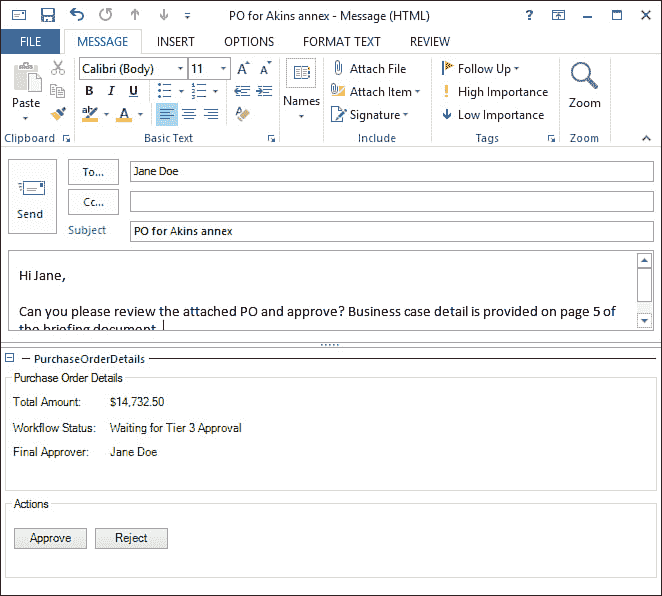 PO for Akins annex - Message (HTML)
FILE MESSAGE INSERT OPTIONS FORMAT TEXT REVIEW
Calibri (Body) 11 A A
Paste
B I U
ab A
Names
Attach File
Attach Item
Signature
Follow Up
High Importance
Low Importance
Zoom
Clipboard Basic Text Include Tags Zoom
Send
To... Jane Doe
Cc...
Subject PO for Akins annex
Hi Jane,
Can you please review the attached PO and approve? Business case detail is provided on page 5 of
the briefing document.
PurchaseOrderDetails
Purchase Order Details
Total Amount: $14,732.50
Workflow Status: Waiting for Tier 3 Approval
Final Approver: Jane Doe
Actions
Approve Reject